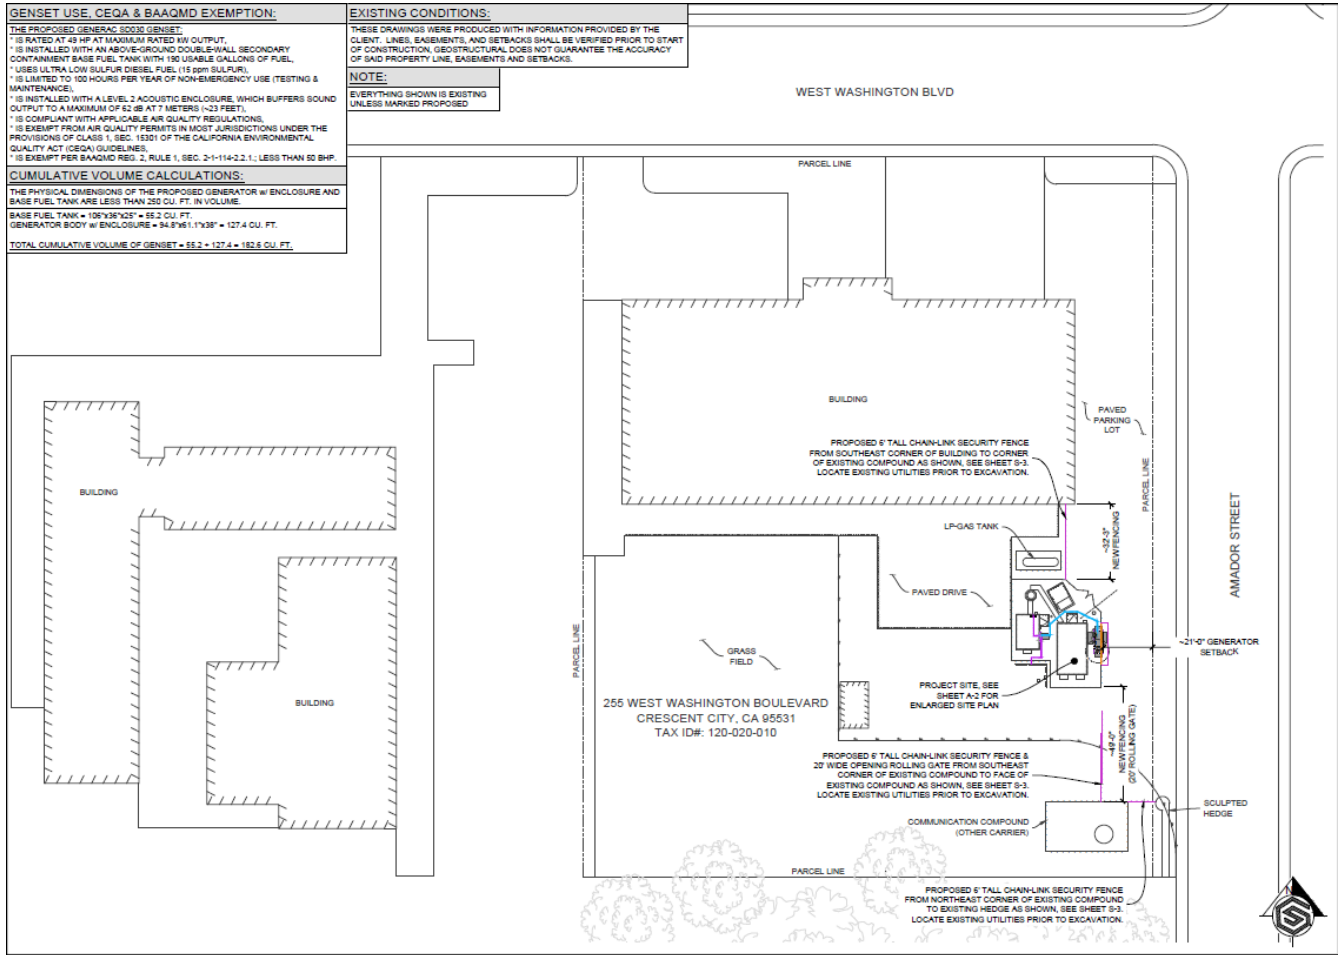 GENSET USE, CEQA & BAAQMD EXEMPTION:
THE PROPOSED GENERAC SD030 GENSET:
* IS RATED AT 49 HP AT MAXIMUM RATED kW OUTPUT,
* IS INSTALLED WITH AN ABOVE-GROUND DOUBLE-WALL SECONDARY
CONTAINMENT BASE FUEL TANK WITH 190 USABLE GALLONS OF FUEL,
* USES ULTRA LOW SULFUR DIESEL FUEL (15 ppm SULFUR),
* IS LIMITED TO 100 HOURS PER YEAR OF NON-EMERGENCY USE (TESTING &
MAINTENANCE),
* IS INSTALLED WITH A LEVEL 2 ACOUSTIC ENCLOSURE, WHICH BUFFERS SOUND
OUTPUT TO A MAXIMUM OF 62 dB AT 7 METERS (~23 FEET),
* IS COMPLIANT WITH APPLICABLE AIR QUALITY REGULATIONS,
* IS EXEMPT FROM AIR QUALITY PERMITS IN MOST JURISDICTIONS UNDER THE
PROVISIONS OF CLASS 1, SEC. 15301 OF THE CALIFORNIA ENVIRONMENTAL
QUALITY ACT (CEQA) GUIDELINES,
* IS EXEMPT PER BAAQMD REG. 2, RULE 1, SEC. 2-1-114-2.2.1.; LESS THAN 50 BHP.
CUMULATIVE VOLUME CALCULATIONS:
THE PHYSICAL DIMENSIONS OF THE PROPOSED GENERATOR w/ ENCLOSURE AND
BASE FUEL TANK ARE LESS THAN 250 CU. FT. IN VOLUME.
BASE FUEL TANK = 106"x36"x25" = 55.2 CU. FT.
GENERATOR BODY w/ ENCLOSURE = 94.8"x61.1"x38" = 127.4 CU. FT.
TOTAL CUMULATIVE VOLUME OF GENSET = 55.2 + 127.4 = 182.6 CU. FT.
EXISTING CONDITIONS:
THESE DRAWINGS WERE PRODUCED WITH INFORMATION PROVIDED BY THE
CLIENT. LINES, EASEMENTS, AND SETBACKS SHALL BE VERIFIED PRIOR TO START
OF CONSTRUCTION, GEOSTRUCTURAL DOES NOT GUARANTEE THE ACCURACY
OF SAID PROPERTY LINE, EASEMENTS AND SETBACKS.
NOTE:
EVERYTHING SHOWN IS EXISTING
UNLESS MARKED PROPOSED
WEST WASHINGTON BLVD
PARCEL LINE
BUILDING
PAVED
PARKING
LOT
PROPOSED 6' TALL CHAIN-LINK SECURITY FENCE
FROM SOUTHEAST CORNER OF BUILDING TO CORNER
OF EXISTING COMPOUND AS SHOWN, SEE SHEET S-3.
LOCATE EXISTING UTILITIES PRIOR TO EXCAVATION.
PARCEL LINE
BUILDING
LP-GAS TANK
~32'-3"
NEW FENCING
AMADOR STREET
PAVED DRIVE
PARCEL LINE
GRASS
FIELD
~21'-0" GENERATOR
SETBACK
PROJECT SITE, SEE
SHEET A-2 FOR
ENLARGED SITE PLAN
BUILDING
255 WEST WASHINGTON BOULEVARD
CRESCENT CITY, CA 95531
TAX ID#: 120-020-010
~49'-0"
NEW FENCING
(20' ROLLING GATE)
PROPOSED 6' TALL CHAIN-LINK SECURITY FENCE &
20' WIDE OPENING ROLLING GATE FROM SOUTHEAST
CORNER OF EXISTING COMPOUND TO FACE OF
EXISTING COMPOUND AS SHOWN, SEE SHEET S-3.
LOCATE EXISTING UTILITIES PRIOR TO EXCAVATION.
SCULPTED
HEDGE
COMMUNICATION COMPOUND
(OTHER CARRIER)
PARCEL LINE
PROPOSED 6' TALL CHAIN-LINK SECURITY FENCE
FROM NORTHEAST CORNER OF EXISTING COMPOUND
TO EXISTING HEDGE AS SHOWN, SEE SHEET S-3.
LOCATE EXISTING UTILITIES PRIOR TO EXCAVATION.